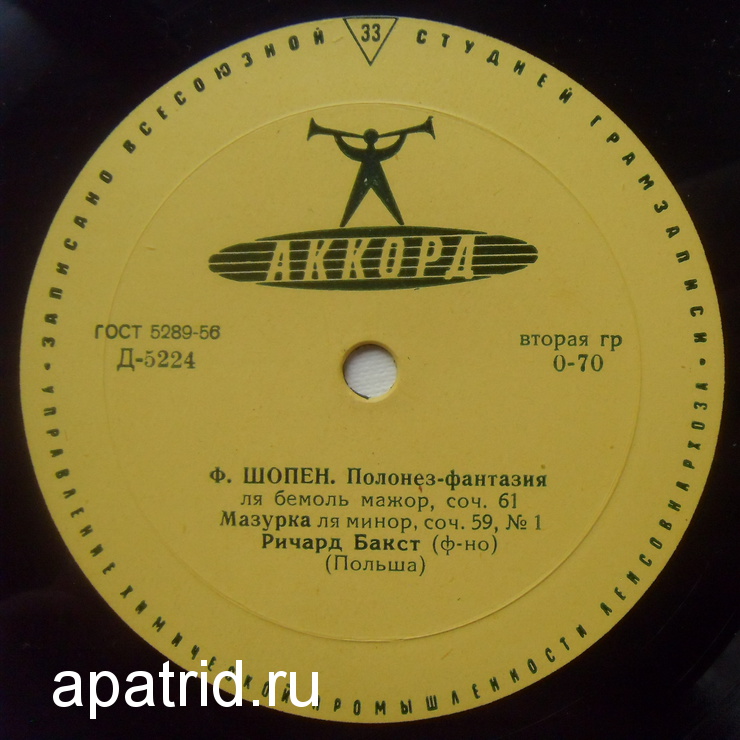 ЗАПИСАНО ВСЕСОЮЗНОЙ СТУДИЕЙ ГРАМЗАПИСИ
33
АККОРД
ГОСТ 5289-56
Д-5224
вторая гр
0-70
Ф. ШОПЕН. Полонез-фантазия
ля бемоль мажор, соч. 61
Мазурка ля минор, соч. 59, № 1
Ричард Бакст (ф-но)
(Польша)
УПРАВЛЕНИЕ ХИМИЧЕСКОЙ ПРОМЫШЛЕННОСТИ ЛЕНСОВНАРХОЗА
apatrid.ru